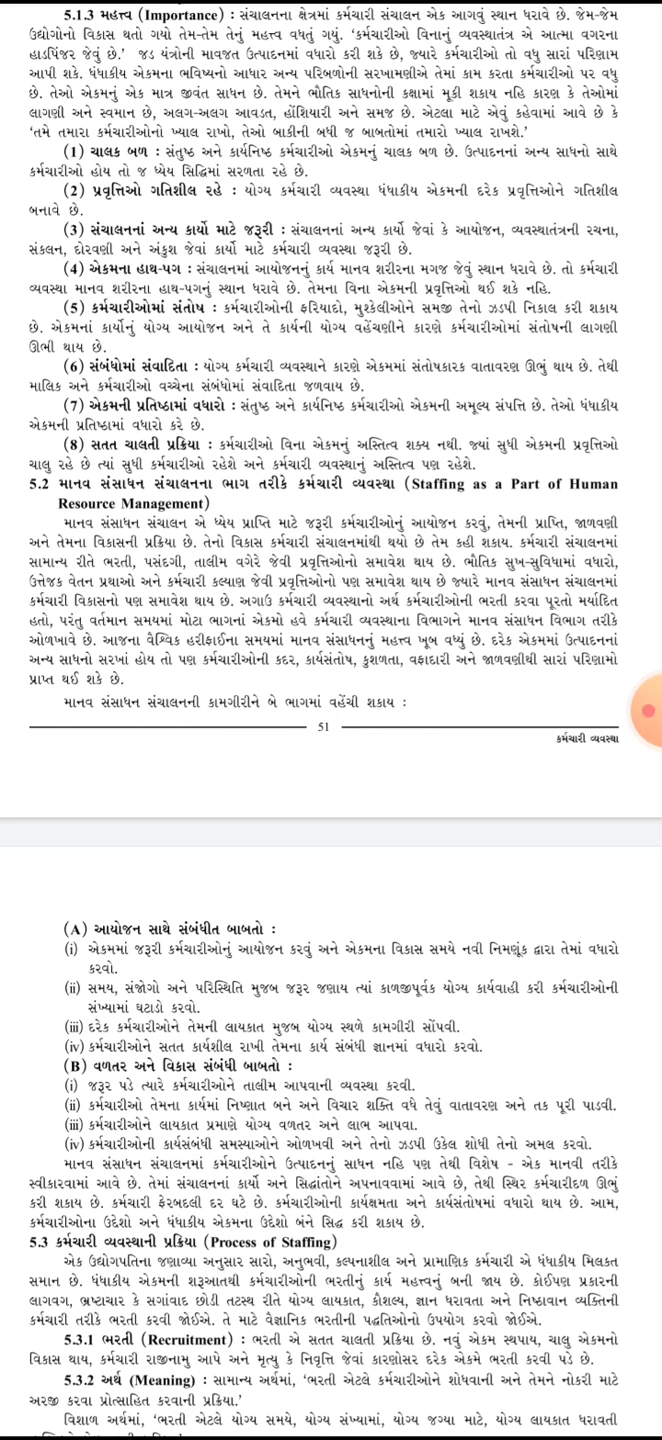 5.1.3 મહત્ત્વ (Importance) : સંચાલનના ક્ષેત્રમાં કર્મચારી સંચાલન એક આગવું સ્થાન ધરાવે છે. જેમ-જેમ
ઉદ્યોગોનો વિકાસ થતો ગયો તેમ-તેમ તેનું મહત્ત્વ વધતું ગયું. ‘કર્મચારીઓ વિનાનું વ્યવસ્થાતંત્ર એ આત્મા વગરના
હાડપિંજર જેવું છે.’ જડ યંત્રોની માવજત ઉત્પાદનમાં વધારો કરી શકે છે, જ્યારે કર્મચારીઓ તો વધુ સારાં પરિણામ
આપી શકે. ધંધાકીય એકમના ભવિષ્યનો આધાર અન્ય પરિબળોની સરખામણીએ તેમાં કામ કરતા કર્મચારીઓ પર વધુ
છે. તેઓ એકમનું એક માત્ર જીવંત સાધન છે. તેમને ભૌતિક સાધનોની કક્ષામાં મૂકી શકાય નહિ કારણ કે તેઓમાં
લાગણી અને સ્વમાન છે, અલગ-અલગ આવડત, હોંશિયારી અને સમજ છે. એટલા માટે એવું કહેવામાં આવે છે કે
‘તમે તમારા કર્મચારીઓનો ખ્યાલ રાખો, તેઓ બાકીની બધી જ બાબતોમાં તમારો ખ્યાલ રાખશે.’
(1) ચાલક બળ : સંતુષ્ઠ અને કાર્યનિષ્ઠ કર્મચારીઓ એકમનું ચાલક બળ છે. ઉત્પાદનનાં અન્ય સાધનો સાથે
કર્મચારીઓ હોય તો જ ધ્યેય સિદ્ધિમાં સરળતા રહે છે.
(2) પ્રવૃત્તિઓ ગતિશીલ રહે : યોગ્ય કર્મચારી વ્યવસ્થા ધંધાકીય એકમની દરેક પ્રવૃત્તિઓને ગતિશીલ
બનાવે છે.
(3) સંચાલનનાં અન્ય કાર્યો માટે જરૂરી : સંચાલનનાં અન્ય કાર્યો જેવાં કે આયોજન, વ્યવસ્થાતંત્રની રચના,
સંકલન, દોરવણી અને અંકુશ જેવાં કાર્યો માટે કર્મચારી વ્યવસ્થા જરૂરી છે.
(4) એકમના હાથ-પગ : સંચાલનમાં આયોજનનું કાર્ય માનવ શરીરના મગજ જેવું સ્થાન ધરાવે છે. તો કર્મચારી
વ્યવસ્થા માનવ શરીરના હાથ-પગનું સ્થાન ધરાવે છે. તેમના વિના એકમની પ્રવૃત્તિઓ થઈ શકે નહિ.
(5) કર્મચારીઓમાં સંતોષ : કર્મચારીઓની ફરિયાદો, મુશ્કેલીઓને સમજી તેનો ઝડપી નિકાલ કરી શકાય
છે. એકમનાં કાર્યોનું યોગ્ય આયોજન અને તે કાર્યની યોગ્ય વહેંચણીને કારણે કર્મચારીઓમાં સંતોષની લાગણી
ઊભી થાય છે.
(6) સંબંધોમાં સંવાદિતા : યોગ્ય કર્મચારી વ્યવસ્થાને કારણે એકમમાં સંતોષકારક વાતાવરણ ઊભું થાય છે. તેથી
માલિક અને કર્મચારીઓ વચ્ચેના સંબંધોમાં સંવાદિતા જળવાય છે.
(7) એકમની પ્રતિષ્ઠામાં વધારો : સંતુષ્ઠ અને કાર્યનિષ્ઠ કર્મચારીઓ એકમની અમૂલ્ય સંપત્તિ છે. તેઓ ધંધાકીય
એકમની પ્રતિષ્ઠામાં વધારો કરે છે.
(8) સતત ચાલતી પ્રક્રિયા : કર્મચારીઓ વિના એકમનું અસ્તિત્વ શક્ય નથી. જ્યાં સુધી એકમની પ્રવૃત્તિઓ
ચાલુ રહે છે ત્યાં સુધી કર્મચારીઓ રહેશે અને કર્મચારી વ્યવસ્થાનું અસ્તિત્વ પણ રહેશે.
5.2 માનવ સંસાધન સંચાલનના ભાગ તરીકે કર્મચારી વ્યવસ્થા (Staffing as a Part of Human
Resource Management)
માનવ સંસાધન સંચાલન એ ધ્યેય પ્રાપ્તિ માટે જરૂરી કર્મચારીઓનું આયોજન કરવું, તેમની પ્રાપ્તિ, જાળવણી
અને તેમના વિકાસની પ્રક્રિયા છે. તેનો વિકાસ કર્મચારી સંચાલનમાંથી થયો છે તેમ કહી શકાય. કર્મચારી સંચાલનમાં
સામાન્ય રીતે ભરતી, પસંદગી, તાલીમ વગેરે જેવી પ્રવૃત્તિઓનો સમાવેશ થાય છે. ભૌતિક સુખ-સુવિધામાં વધારો,
ઉત્તેજક વેતન પ્રથાઓ અને કર્મચારી કલ્યાણ જેવી પ્રવૃત્તિઓનો પણ સમાવેશ થાય છે જ્યારે માનવ સંસાધન સંચાલનમાં
કર્મચારી વિકાસનો પણ સમાવેશ થાય છે. અગાઉ કર્મચારી વ્યવસ્થાનો અર્થ કર્મચારીઓની ભરતી કરવા પૂરતો મર્યાદિત
હતો, પરંતુ વર્તમાન સમયમાં મોટા ભાગનાં એકમો હવે કર્મચારી વ્યવસ્થાના વિભાગને માનવ સંસાધન વિભાગ તરીકે
ઓળખાવે છે. આજના વૈશ્વિક હરીફાઈના સમયમાં માનવ સંસાધનનું મહત્ત્વ ખૂબ વધ્યું છે. દરેક એકમમાં ઉત્પાદનનાં
અન્ય સાધનો સરખાં હોય તો પણ કર્મચારીઓની કદર, કાર્યસંતોષ, કુશળતા, વફાદારી અને જાળવણીથી સારાં પરિણામો
પ્રાપ્ત થઈ શકે છે.
માનવ સંસાધન સંચાલનની કામગીરીને બે ભાગમાં વહેંચી શકાય :
51
કર્મચારી વ્યવસ્થા
(A) આયોજન સાથે સંબંધીત બાબતો :
(i) એકમમાં જરૂરી કર્મચારીઓનું આયોજન કરવું અને એકમના વિકાસ સમયે નવી નિમણૂંક દ્વારા તેમાં વધારો
કરવો.
(ii) સમય, સંજોગો અને પરિસ્થિતિ મુજબ જરૂર જણાય ત્યાં કાળજીપૂર્વક યોગ્ય કાર્યવાહી કરી કર્મચારીઓની
સંખ્યામાં ઘટાડો કરવો.
(iii) દરેક કર્મચારીઓને તેમની લાયકાત મુજબ યોગ્ય સ્થળે કામગીરી સોંપવી.
(iv) કર્મચારીઓને સતત કાર્યશીલ રાખી તેમના કાર્ય સંબંધી જ્ઞાનમાં વધારો કરવો.
(B) વળતર અને વિકાસ સંબંધી બાબતો :
(i) જરૂર પડે ત્યારે કર્મચારીઓને તાલીમ આપવાની વ્યવસ્થા કરવી.
(ii) કર્મચારીઓ તેમના કાર્યમાં નિષ્ણાત બને અને વિચાર શક્તિ વધે તેવું વાતાવરણ અને તક પૂરી પાડવી.
(iii) કર્મચારીઓને લાયકાત પ્રમાણે યોગ્ય વળતર અને લાભ આપવા.
(iv) કર્મચારીઓની કાર્યસંબંધી સમસ્યાઓને ઓળખવી અને તેનો ઝડપી ઉકેલ શોધી તેનો અમલ કરવો.
માનવ સંસાધન સંચાલનમાં કર્મચારીઓને ઉત્પાદનનું સાધન નહિ પણ તેથી વિશેષ - એક માનવી તરીકે
સ્વીકારવામાં આવે છે. તેમાં સંચાલનનાં કાર્યો અને સિદ્ધાંતોને અપનાવવામાં આવે છે, તેથી સ્થિર કર્મચારીદળ ઊભું
કરી શકાય છે. કર્મચારી ફેરબદલી દર ઘટે છે. કર્મચારીઓની કાર્યક્ષમતા અને કાર્યસંતોષમાં વધારો થાય છે. આમ,
કર્મચારીઓના ઉદેશો અને ધંધાકીય એકમના ઉદેશો બંને સિદ્ધ કરી શકાય છે.
5.3 કર્મચારી વ્યવસ્થાની પ્રક્રિયા (Process of Staffing)
એક ઉદ્યોગપતિના જણાવ્યા અનુસાર સારો, અનુભવી, કલ્પનાશીલ અને પ્રામાણિક કર્મચારી એ ધંધાકીય મિલકત
સમાન છે. ધંધાકીય એકમની શરૂઆતથી કર્મચારીઓની ભરતીનું કાર્ય મહત્ત્વનું બની જાય છે. કોઈપણ પ્રકારની
લાગવગ, ભ્રષ્ટાચાર કે સગાંવાદ છોડી તટસ્થ રીતે યોગ્ય લાયકાત, કૌશલ્ય, જ્ઞાન ધરાવતા અને નિષ્ઠાવાન વ્યક્તિની
કર્મચારી તરીકે ભરતી કરવી જોઈએ. તે માટે વૈજ્ઞાનિક ભરતીની પદ્ધતિઓનો ઉપયોગ કરવો જોઈએ.
5.3.1 ભરતી (Recruitment) : ભરતી એ સતત ચાલતી પ્રક્રિયા છે. નવું એકમ સ્થપાય, ચાલુ એકમનો
વિકાસ થાય, કર્મચારી રાજીનામુ આપે અને મૃત્યુ કે નિવૃત્તિ જેવાં કારણોસર દરેક એકમે ભરતી કરવી પડે છે.
5.3.2 અર્થ (Meaning) : સામાન્ય અર્થમાં, ‘ભરતી એટલે કર્મચારીઓને શોધવાની અને તેમને નોકરી માટે
અરજી કરવા પ્રોત્સાહિત કરવાની પ્રક્રિયા.’
વિશાળ અર્થમાં, ‘ભરતી એટલે યોગ્ય સમયે, યોગ્ય સંખ્યામાં, યોગ્ય જગ્યા માટે, યોગ્ય લાયકાત ધરાવતી